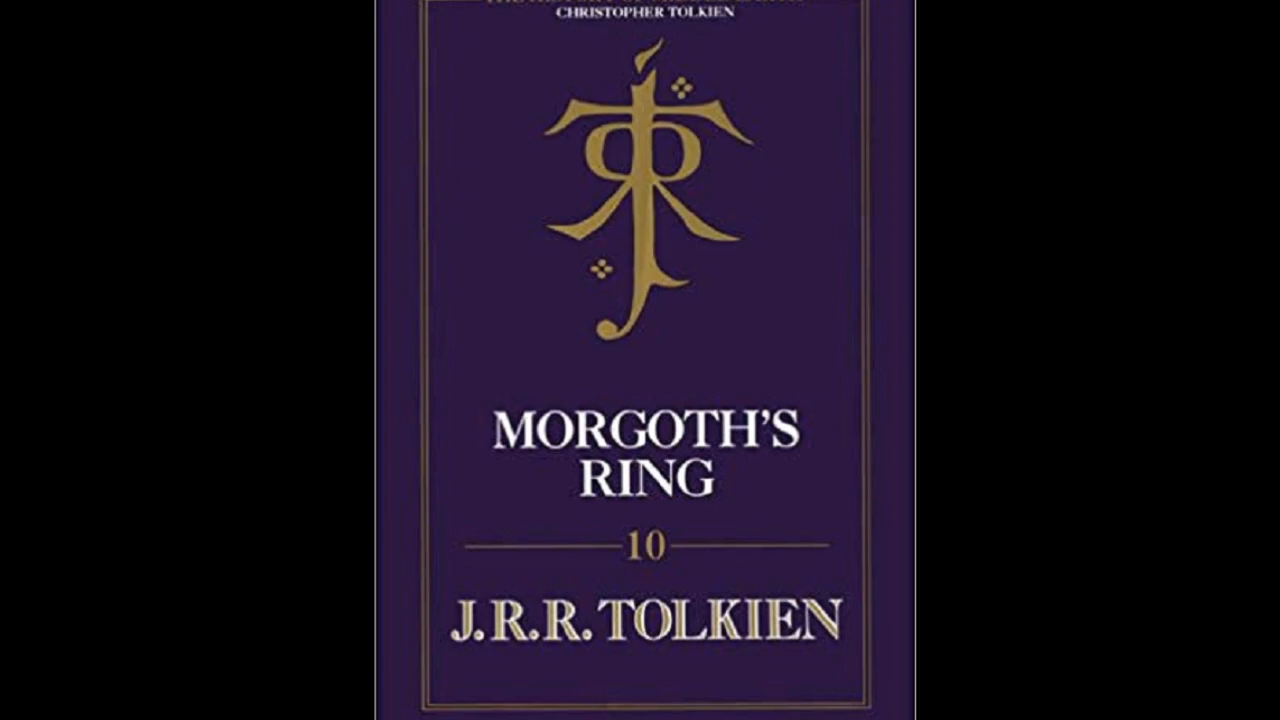 CHRISTOPHER TOLKIEN
MORGOTH'S
RING
10
J.R.R. TOLKIEN